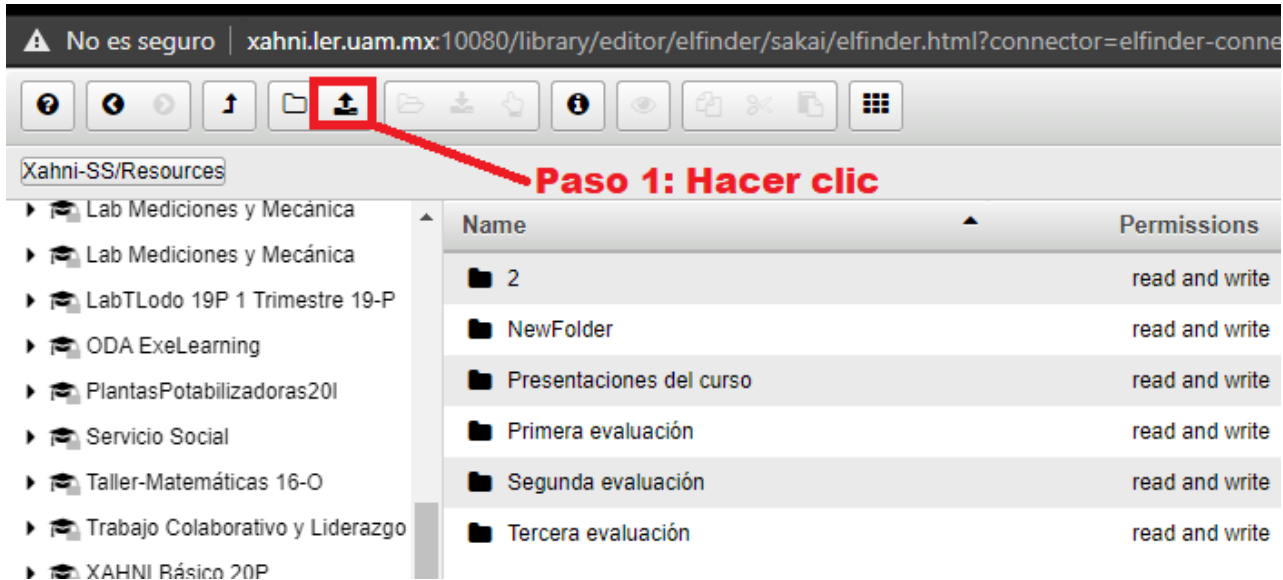 No es seguro | xahni.ler.uam.mx:10080/library/editor/elfinder/sakai/elfinder.html?connector=elfinder-conne
Xahni-SS/Resources
Paso 1: Hacer clic
Lab Mediciones y Mecánica
Lab Mediciones y Mecánica
LabTLodo 19P 1 Trimestre 19-P
ODA ExeLearning
PlantasPotabilizadoras20I
Servicio Social
Taller-Matemáticas 16-O
Trabajo Colaborativo y Liderazgo
XAHNI Básico 20P
Name Permissions
2 read and write
NewFolder read and write
Presentaciones del curso read and write
Primera evaluación read and write
Segunda evaluación read and write
Tercera evaluación read and write